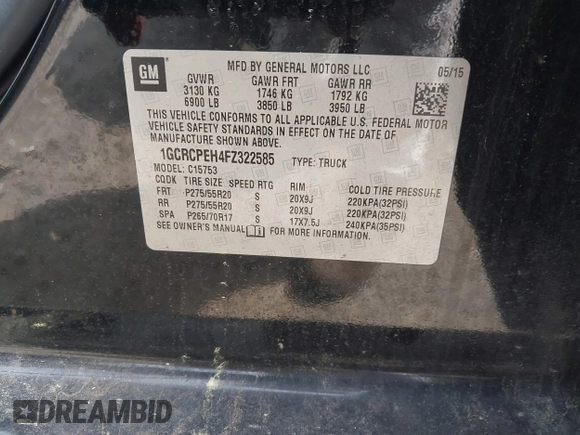 GM
MFD BY GENERAL MOTORS LLC
05/15
GVWR GAWR FRT GAWR RR
3130 KG 1746 KG 1792 KG
6900 LB 3850 LB 3950 LB
THIS VEHICLE CONFORMS TO ALL APPLICABLE U.S. FEDERAL MOTOR
VEHICLE SAFETY STANDARDS IN EFFECT ON THE DATE OF
MANUFACTURE SHOWN ABOVE.
1GCRCPEH4FZ322585 TYPE: TRUCK
MODEL: C15753
CQDK TIRE SIZE SPEED RTG RIM COLD TIRE PRESSURE
FRT P275/55R20 S 20X9J 220KPA(32PSI)
RR P275/55R20 S 20X9J 220KPA(32PSI)
SPA P265/70R17 S 17X7.5J 240KPA(35PSI)
SEE OWNER'S MANUAL FOR MORE INFORMATION.
DREAMBID